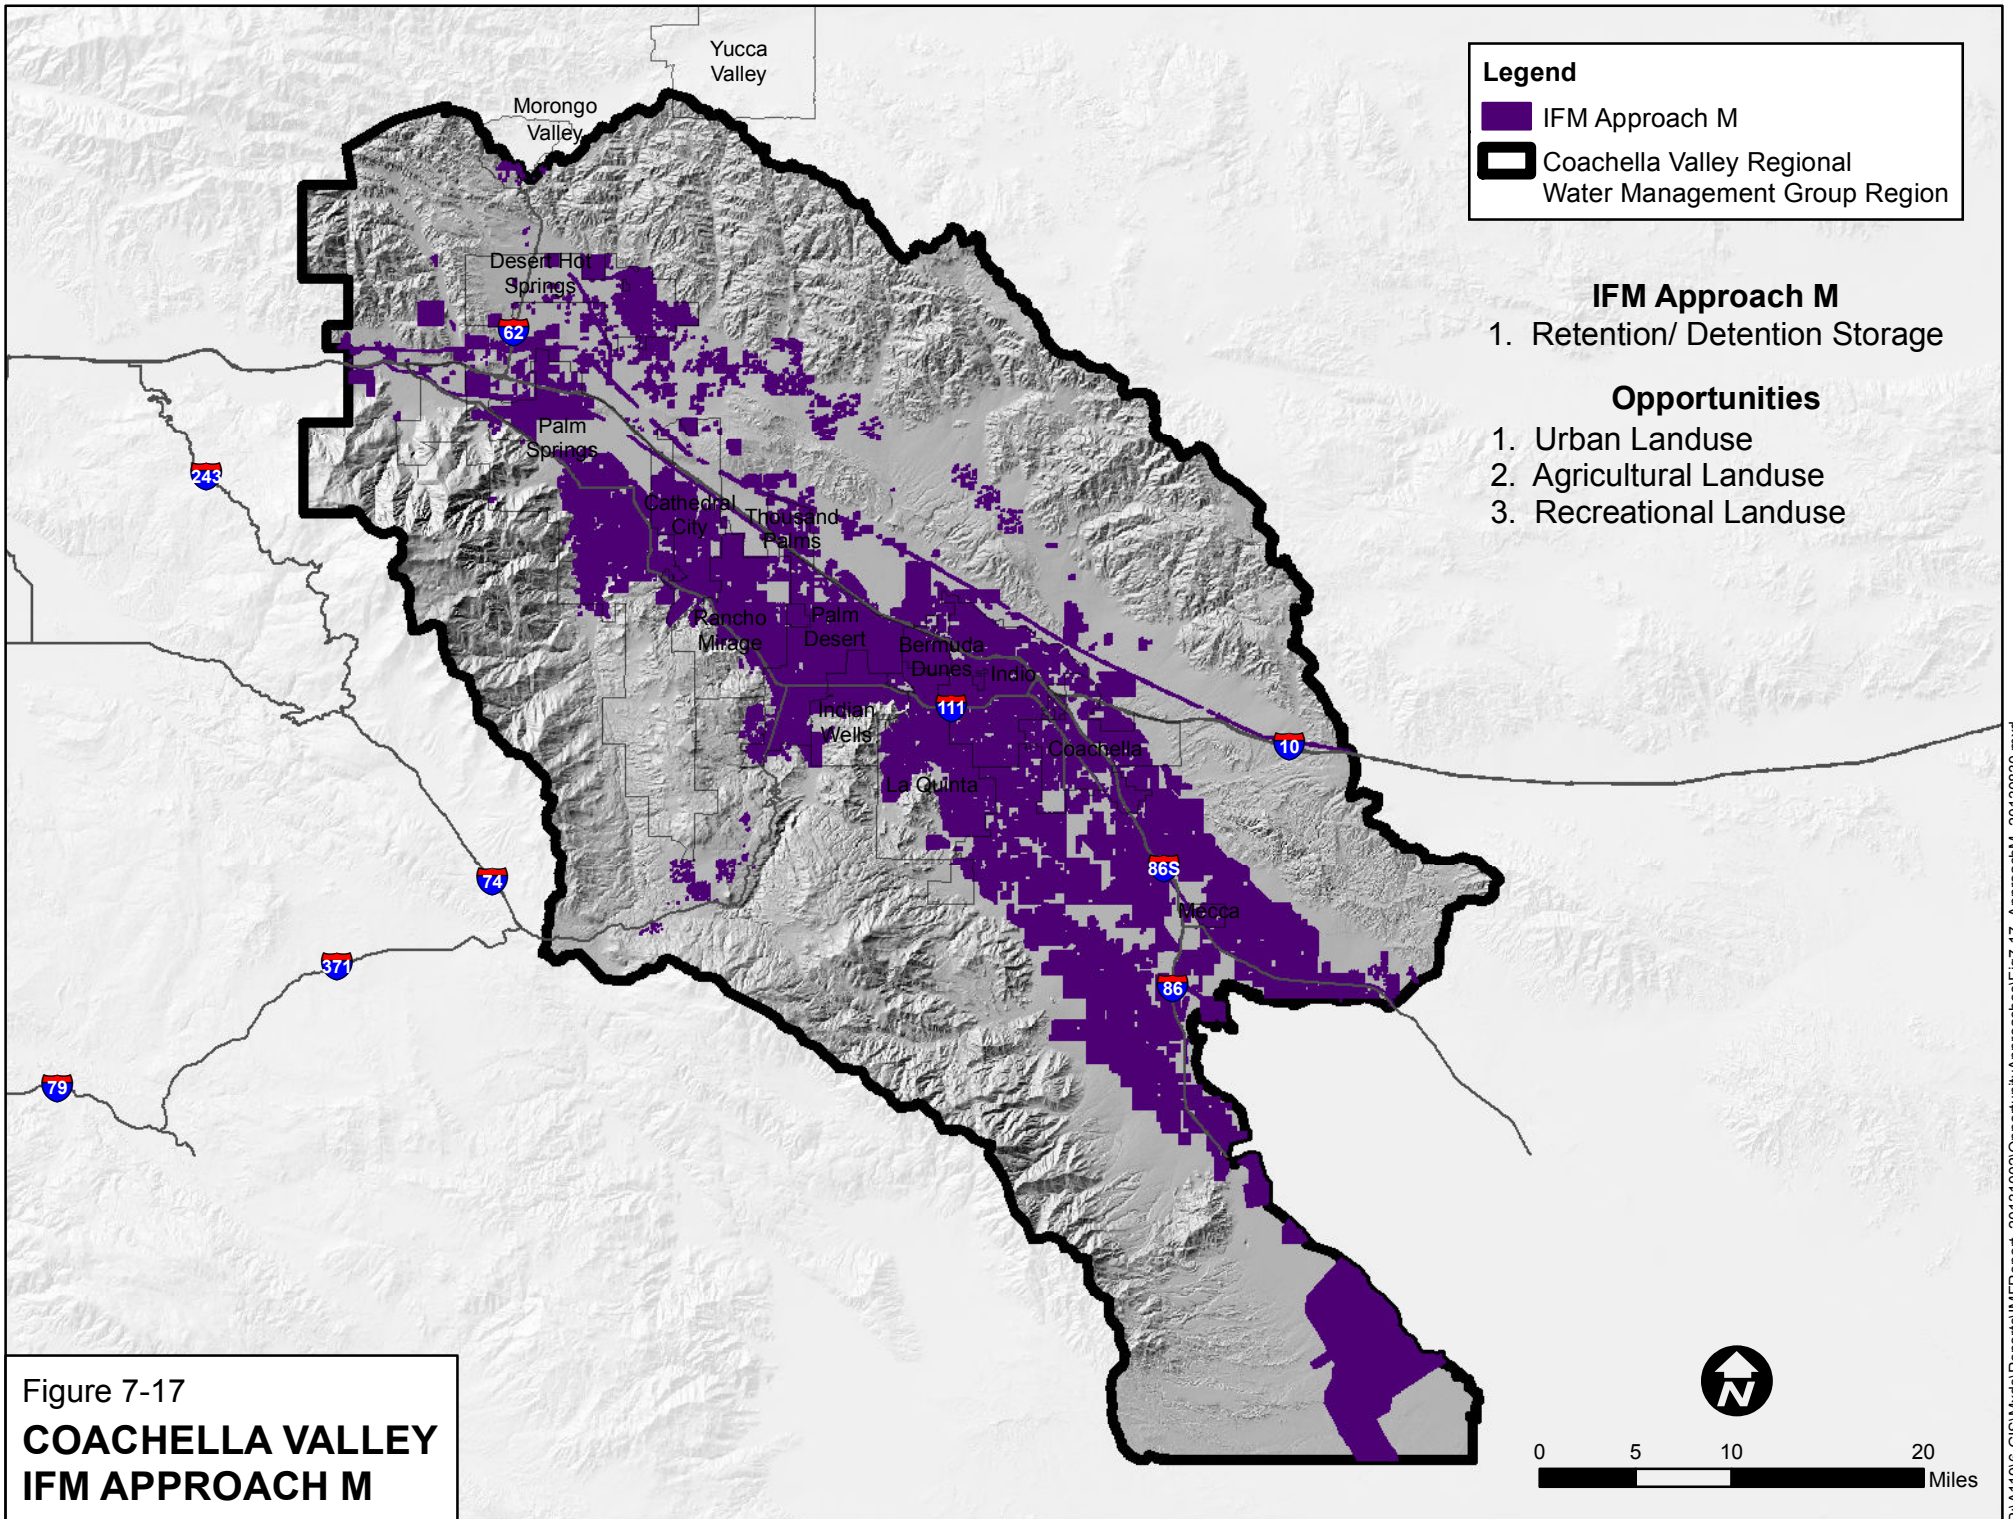 Yucca
Valley
Morongo
Valley
Legend
IFM Approach M
Coachella Valley Regional
Water Management Group Region
IFM Approach M
1. Retention/ Detention Storage
Opportunities
1. Urban Landuse
2. Agricultural Landuse
3. Recreational Landuse
Desert Hot
Springs
62
Palm
Springs
243
Cathedral
City
Thousand
Palms
Rancho
Mirage
Palm
Desert
Bermuda
Dunes
Indio
Indian
Wells
111
10
Coachella
La Quinta
74
86S
Mecca
371
86
79
Figure 7-17
COACHELLA VALLEY
IFM APPROACH M
N
0 5 10 20
Miles